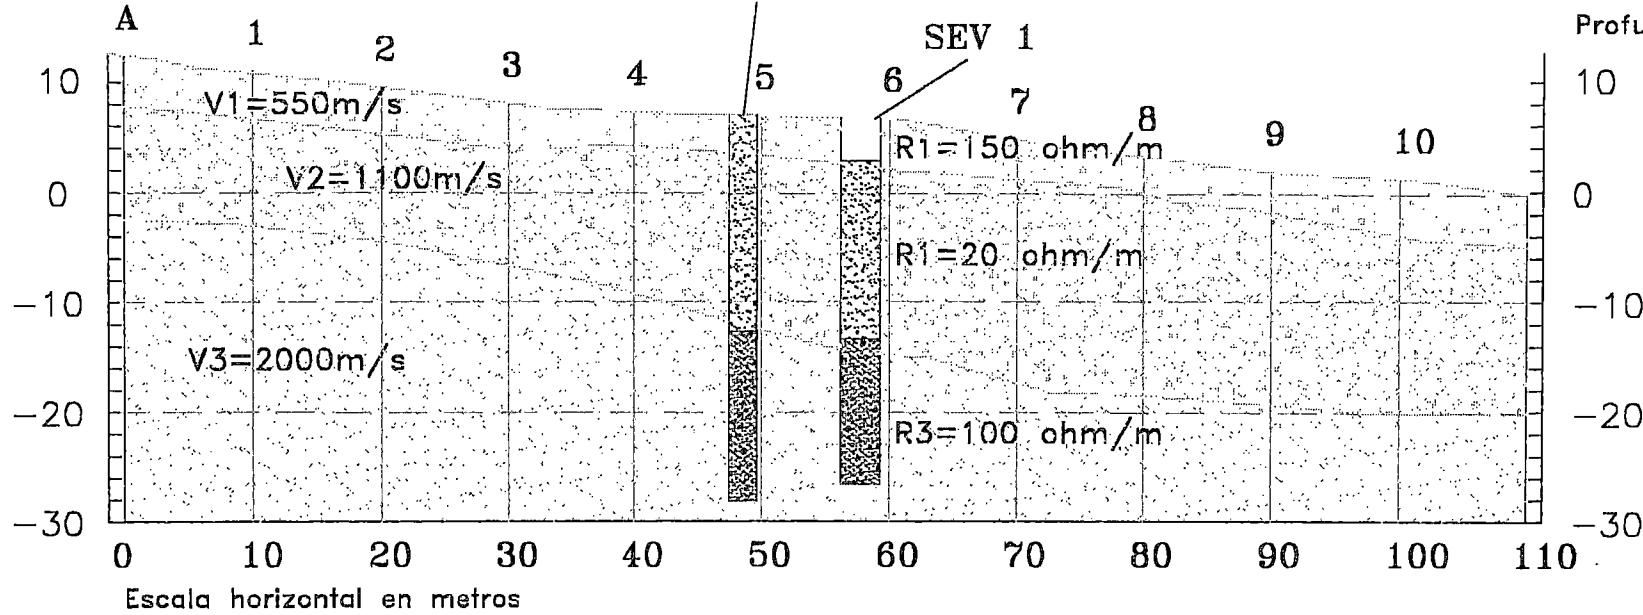 A
1
2
3
4
5
6
7
8
9
10
SEV 1
Profu
10
0
−10
−20
−30
V1=550m/s
V2=1100m/s
V3=2000m/s
R1=150 ohm/m
R1=20 ohm/m
R3=100 ohm/m
10
0
−10
−20
−30
0 10 20 30 40 50 60 70 80 90 100 110
Escala horizontal en metros